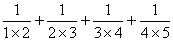 1/(1×2) + 1/(2×3) + 1/(3×4) + 1/(4×5)